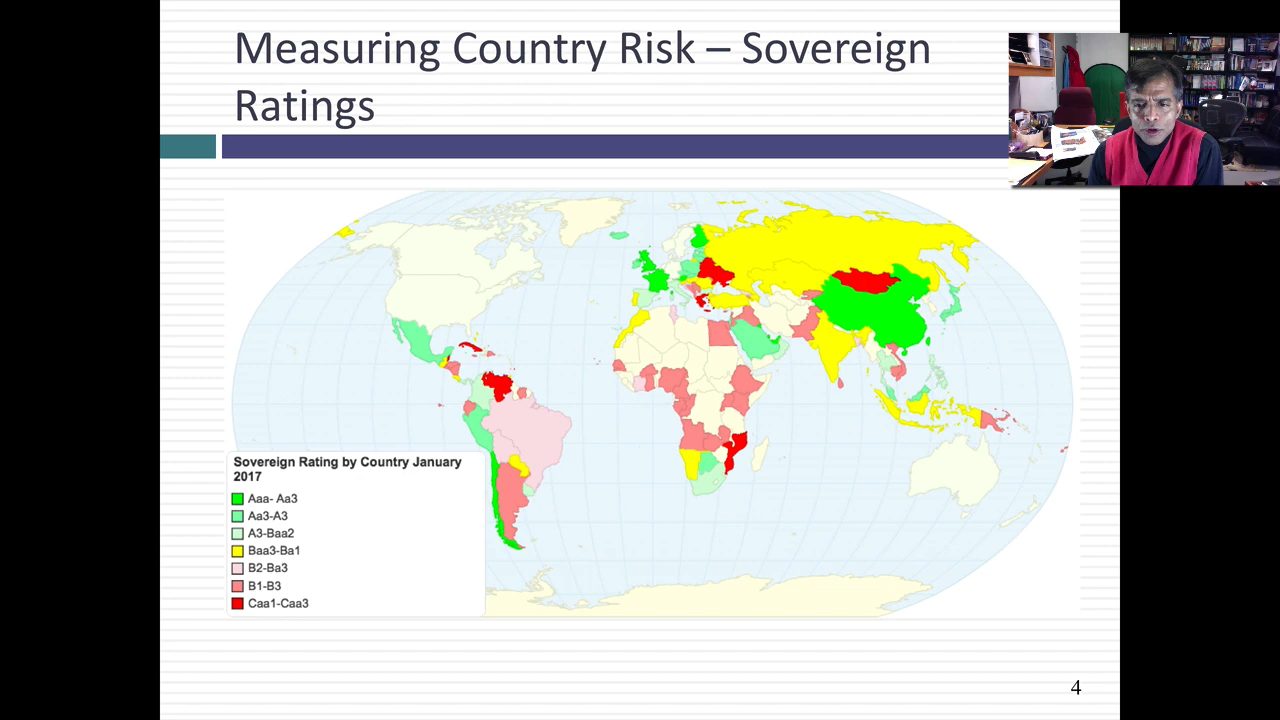 Measuring Country Risk – Sovereign
Ratings
Sovereign Rating by Country January
2017
Aaa- Aa3
Aa3-A3
A3-Baa2
Baa3-Ba1
B2-Ba3
B1-B3
Caa1-Caa3
4